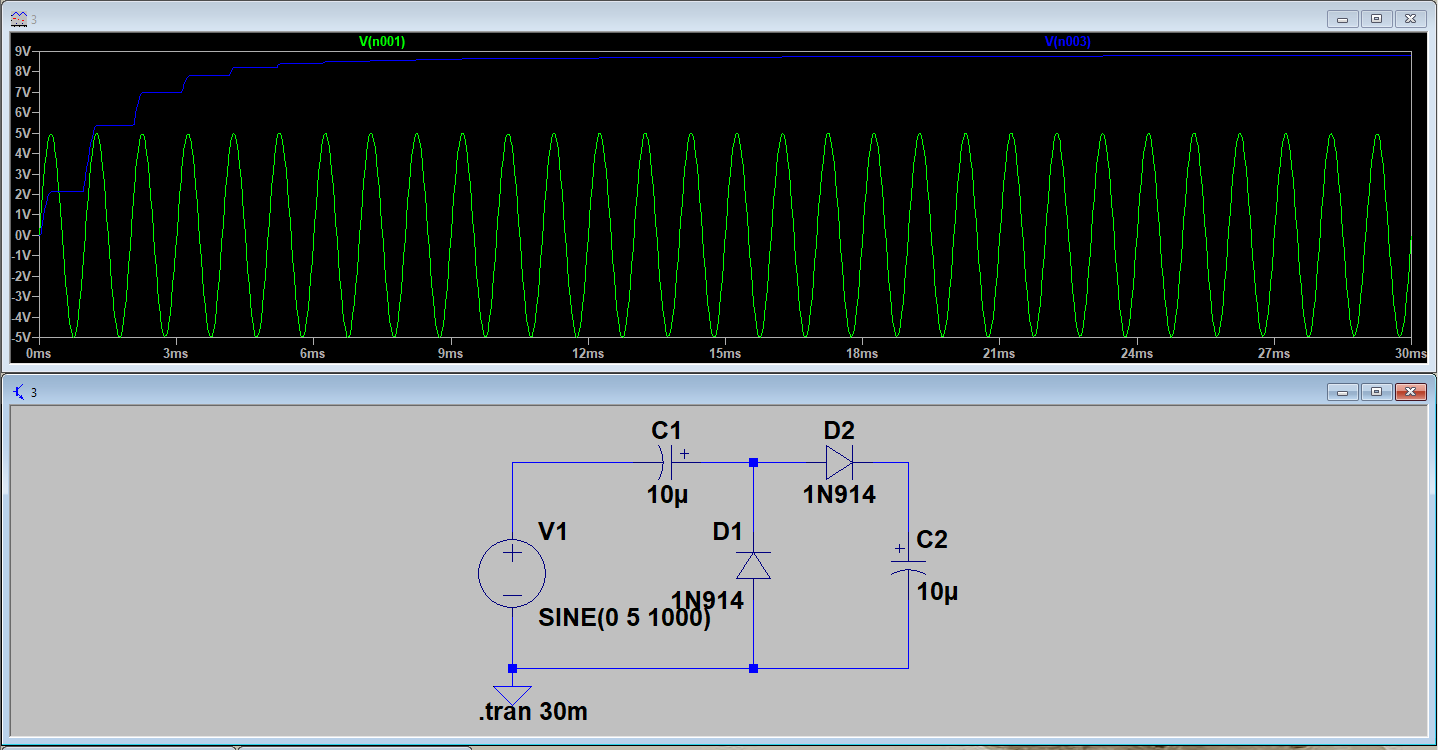 3
V(n001) V(n003)
9V
8V
7V
6V
5V
4V
3V
2V
1V
0V
-1V
-2V
-3V
-4V
-5V
0ms 3ms 6ms 9ms 12ms 15ms 18ms 21ms 24ms 27ms 30ms
3
C1 D2
+
10µ 1N914
V1 D1 C2
+
1N914 10µ
SINE(0 5 1000)
.tran 30m